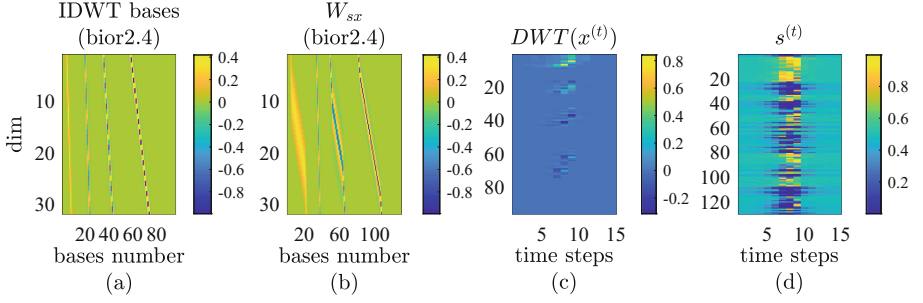 IDWT bases
(bior2.4)
W_{sx}
(bior2.4)
DWT(x^{(t)})
s^{(t)}
dim
10
20
30
20 40 60 80
bases number
(a)
0.4
0.2
0
-0.2
-0.4
-0.6
-0.8
10
20
30
20 60 100
bases number
(b)
0.4
0.2
0
-0.2
-0.4
-0.6
-0.8
20
40
60
80
5 10 15
time steps
(c)
0.8
0.6
0.4
0.2
0
-0.2
20
40
60
80
100
120
5 10 15
time steps
(d)
0.8
0.6
0.4
0.2